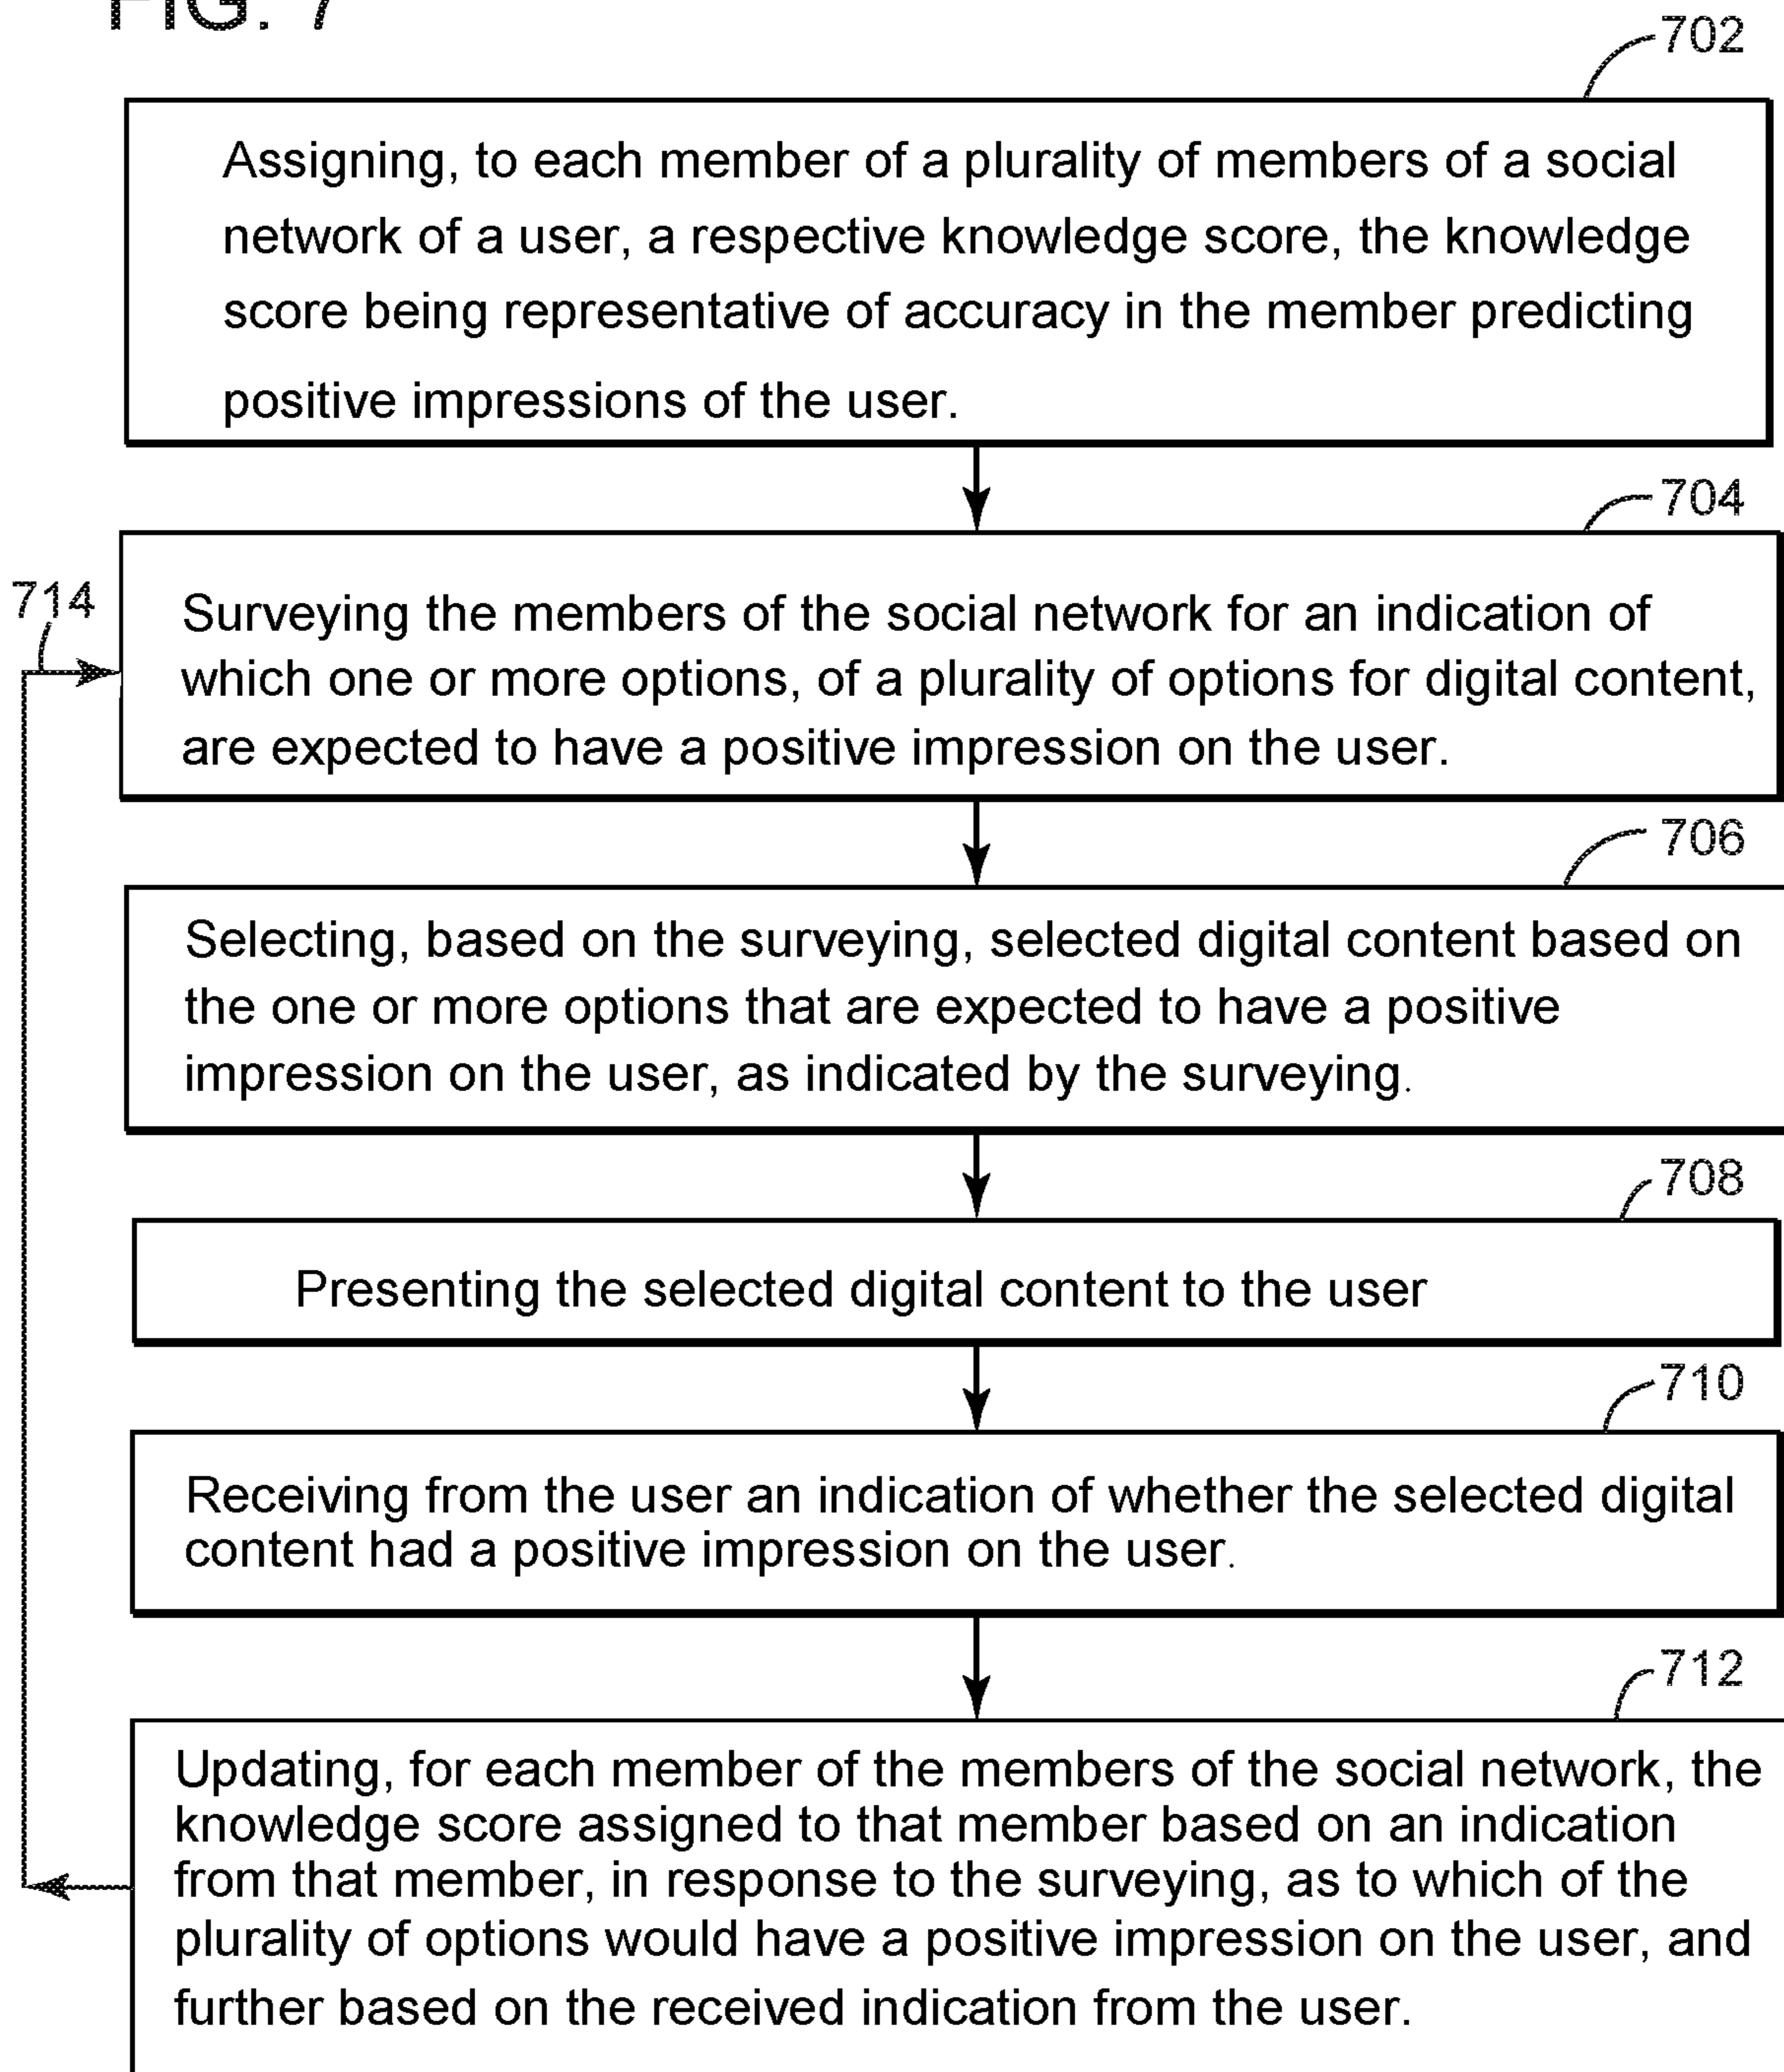 FIG. 7
702
Assigning, to each member of a plurality of members of a social
network of a user, a respective knowledge score, the knowledge
score being representative of accuracy in the member predicting
positive impressions of the user.
704
714
Surveying the members of the social network for an indication of
which one or more options, of a plurality of options for digital content,
are expected to have a positive impression on the user.
706
Selecting, based on the surveying, selected digital content based on
the one or more options that are expected to have a positive
impression on the user, as indicated by the surveying.
708
Presenting the selected digital content to the user
710
Receiving from the user an indication of whether the selected digital
content had a positive impression on the user.
712
Updating, for each member of the members of the social network, the
knowledge score assigned to that member based on an indication
from that member, in response to the surveying, as to which of the
plurality of options would have a positive impression on the user, and
further based on the received indication from the user.